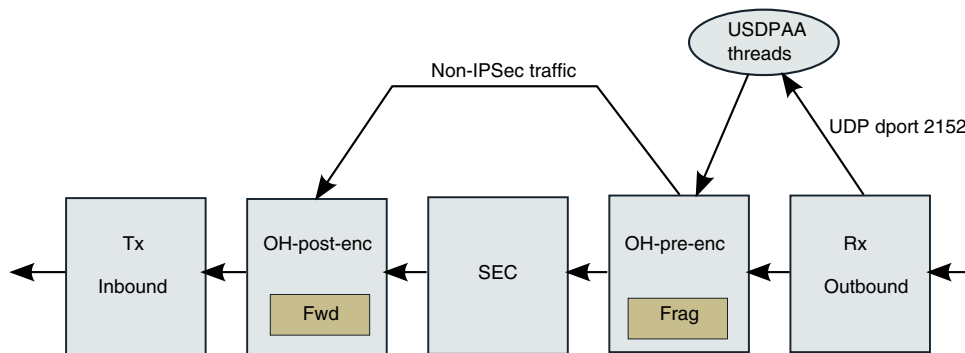 USDPAA
threads
Non-IPSec traffic
UDP dport 2152
Tx
Inbound
OH-post-enc
Fwd
SEC
OH-pre-enc
Frag
Rx
Outbound